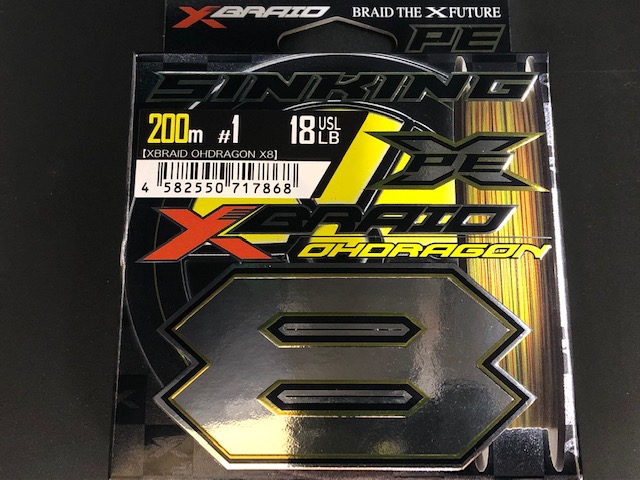 XBRAID BRAID THE X FUTURE
PE
SINKING
200m #1 18 USL LB
【XBRAID OHDRAGON X8】
4 582550 717868
X PE
XBRAID
OHDRAGON
8